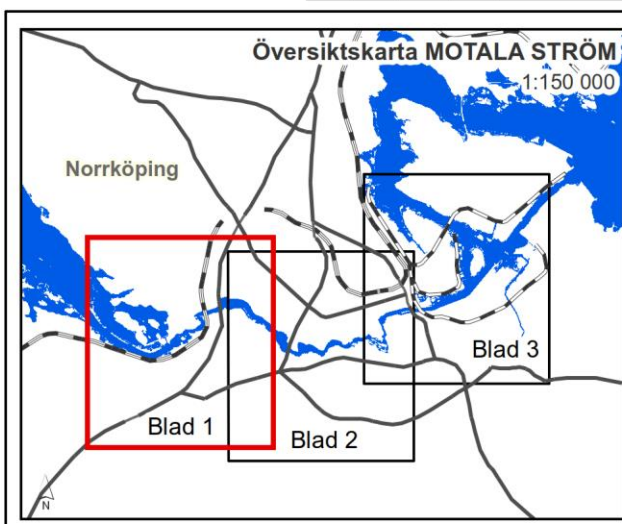 Översiktskarta MOTALA STRÖM
1:150 000
Norrköping
Blad 3
Blad 1
Blad 2
N